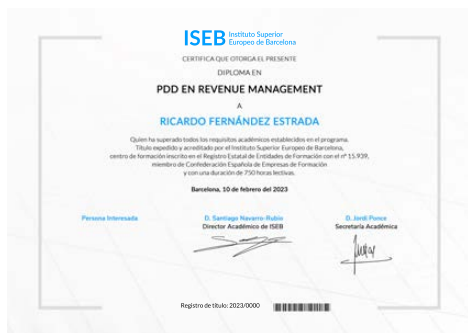 ISEB Instituto Superior
Europeo de Barcelona
CERTIFICA QUE OTORGA EL PRESENTE
DIPLOMA EN
PDD EN REVENUE MANAGEMENT
A
RICARDO FERNÁNDEZ ESTRADA
Quien ha superado todos los requisitos académicos establecidos en el programa.
Título expedido y acreditado por el Instituto Superior Europeo de Barcelona,
centro de formación inscrito en el Registro Estatal de Entidades de Formación con el nº 15.939,
miembro de Confederación Española de Empresas de Formación
y con una duración de 750 horas lectivas.
Barcelona, 10 de febrero del 2023
Persona Interesada
D. Santiago Navarro-Rubio
Director Académico de ISEB
D. Jordi Ponce
Secretaría Académica
Registro de título: 2023/0000